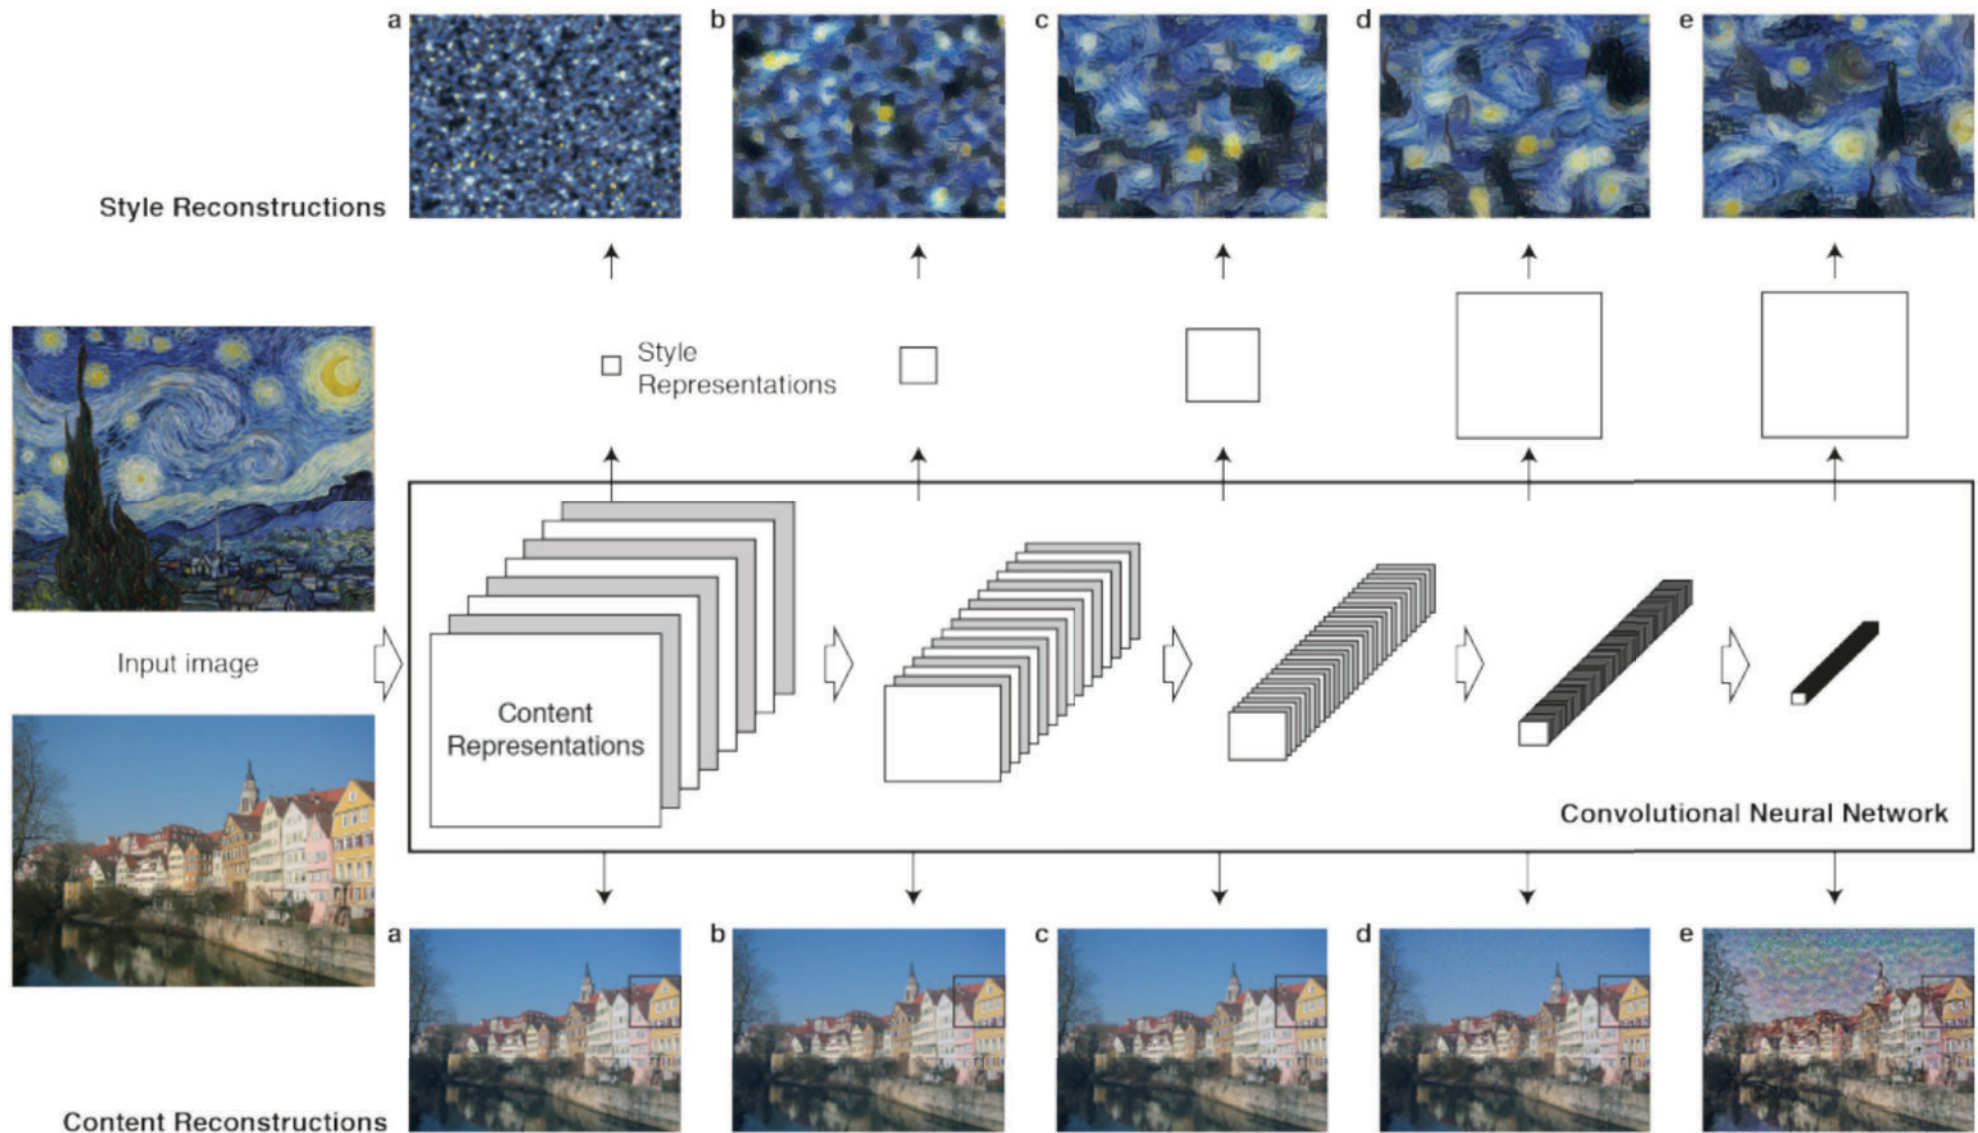 a b c d e
Style Reconstructions
Style
Representations
Input image
Content
Representations
Convolutional Neural Network
a b c d e
Content Reconstructions